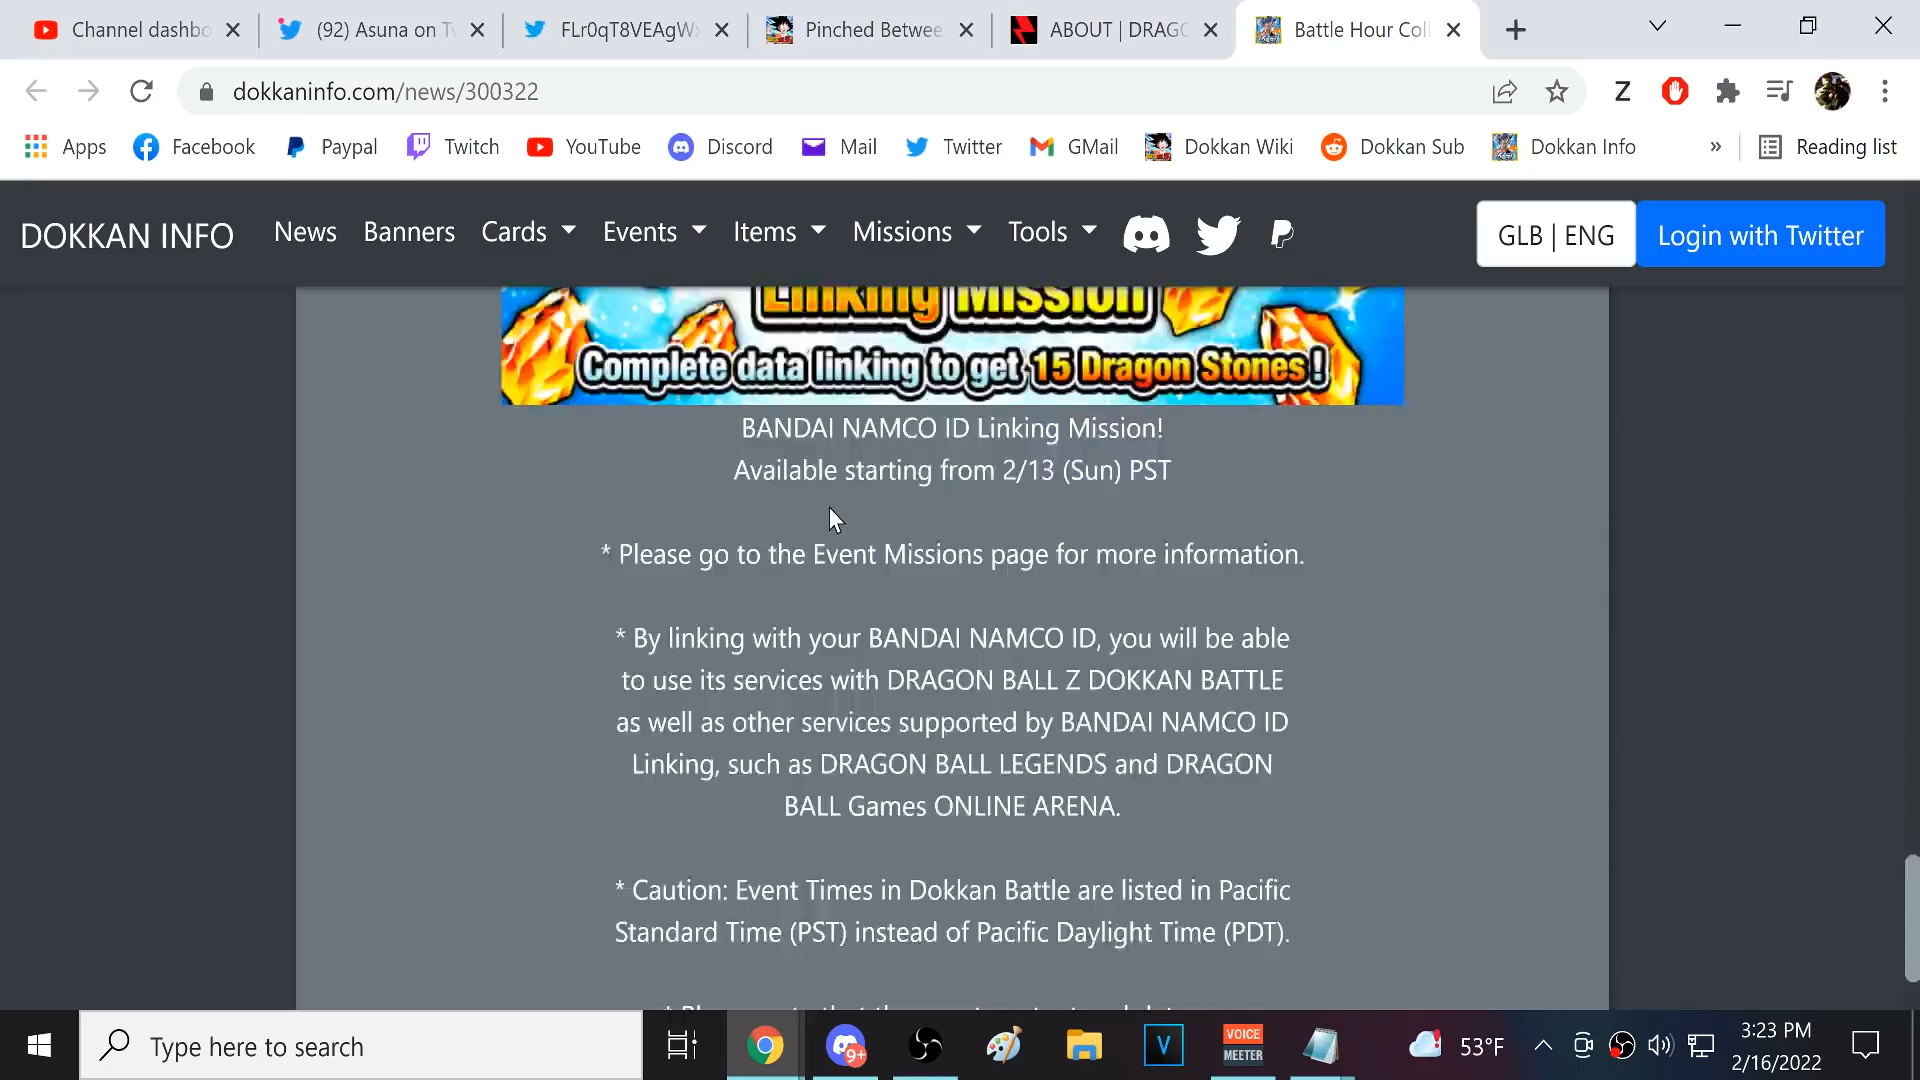 Channel dashbo
(92) Asuna on Tw
FLr0qT8VEAgWx
Pinched Betwee
ABOUT | DRAGO
Battle Hour Coll
dokkaninfo.com/news/300322
Apps
Facebook
Paypal
Twitch
YouTube
Discord
Mail
Twitter
GMail
Dokkan Wiki
Dokkan Sub
Dokkan Info
»
Reading list
DOKKAN INFO
News
Banners
Cards
Events
Items
Missions
Tools
GLB | ENG
Login with Twitter
Linking Mission
Complete data linking to get 15 Dragon Stones!
BANDAI NAMCO ID Linking Mission!
Available starting from 2/13 (Sun) PST
* Please go to the Event Missions page for more information.
* By linking with your BANDAI NAMCO ID, you will be able
to use its services with DRAGON BALL Z DOKKAN BATTLE
as well as other services supported by BANDAI NAMCO ID
Linking, such as DRAGON BALL LEGENDS and DRAGON
BALL Games ONLINE ARENA.
* Caution: Event Times in Dokkan Battle are listed in Pacific
Standard Time (PST) instead of Pacific Daylight Time (PDT).
Type here to search
9+
V
VOICE
MEETER
53°F
3:23 PM
2/16/2022